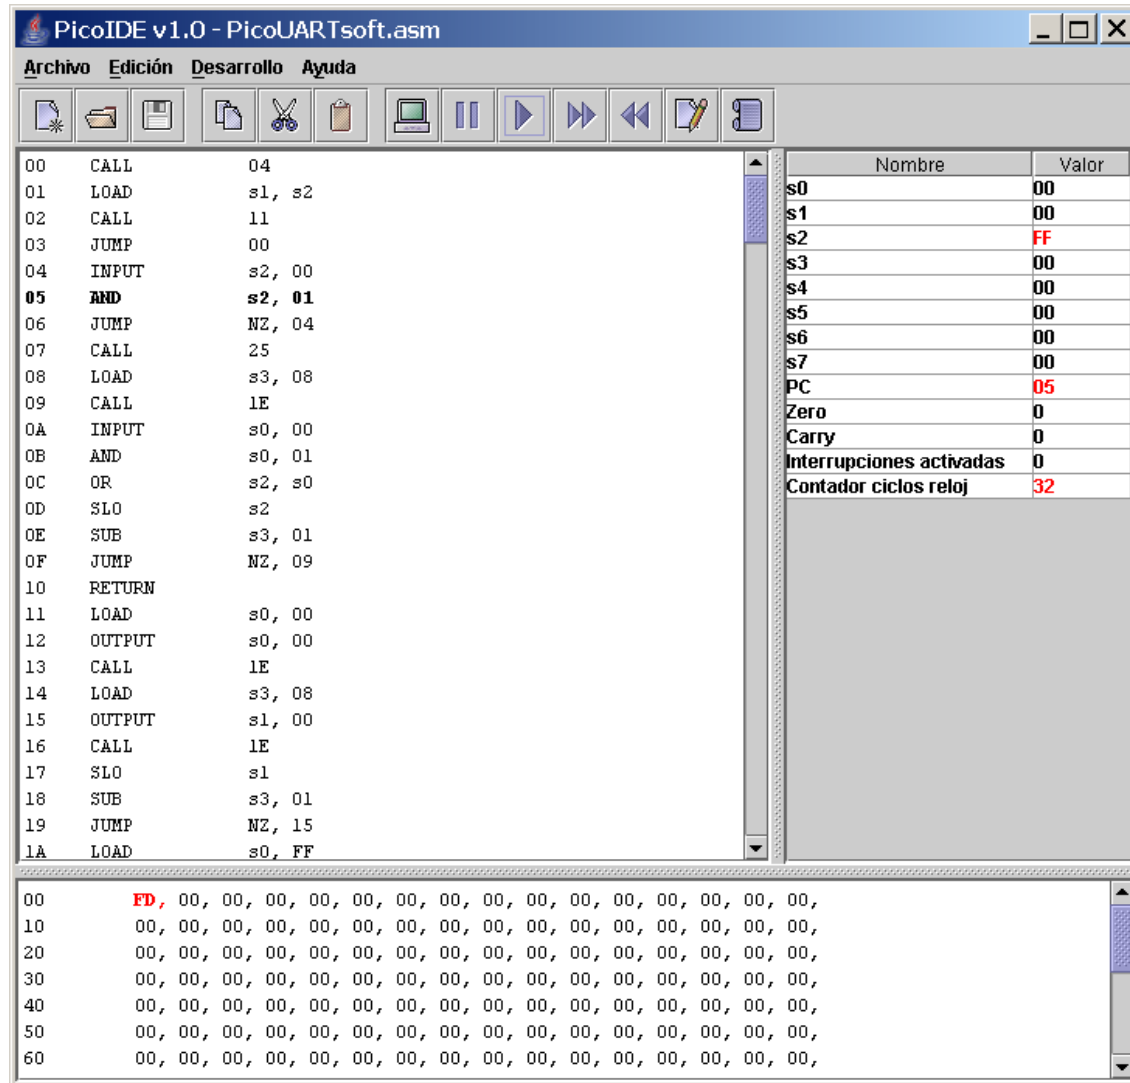 PicoIDE v1.0 - PicoUARTsoft.asm
Archivo Edición Desarrollo Ayuda
00 CALL 04
01 LOAD s1, s2
02 CALL 11
03 JUMP 00
04 INPUT s2, 00
05 AND s2, 01
06 JUMP NZ, 04
07 CALL 25
08 LOAD s3, 08
09 CALL 1E
0A INPUT s0, 00
0B AND s0, 01
0C OR s2, s0
0D SL0 s2
0E SUB s3, 01
0F JUMP NZ, 09
10 RETURN
11 LOAD s0, 00
12 OUTPUT s0, 00
13 CALL 1E
14 LOAD s3, 08
15 OUTPUT s1, 00
16 CALL 1E
17 SL0 s1
18 SUB s3, 01
19 JUMP NZ, 15
1A LOAD s0, FF
Nombre Valor
s0 00
s1 00
s2 FF
s3 00
s4 00
s5 00
s6 00
s7 00
PC 05
Zero 0
Carry 0
Interrupciones activadas 0
Contador ciclos reloj 32
00 FD, 00, 00, 00, 00, 00, 00, 00, 00, 00, 00, 00, 00, 00, 00, 00,
10 00, 00, 00, 00, 00, 00, 00, 00, 00, 00, 00, 00, 00, 00, 00, 00,
20 00, 00, 00, 00, 00, 00, 00, 00, 00, 00, 00, 00, 00, 00, 00, 00,
30 00, 00, 00, 00, 00, 00, 00, 00, 00, 00, 00, 00, 00, 00, 00, 00,
40 00, 00, 00, 00, 00, 00, 00, 00, 00, 00, 00, 00, 00, 00, 00, 00,
50 00, 00, 00, 00, 00, 00, 00, 00, 00, 00, 00, 00, 00, 00, 00, 00,
60 00, 00, 00, 00, 00, 00, 00, 00, 00, 00, 00, 00, 00, 00, 00, 00,